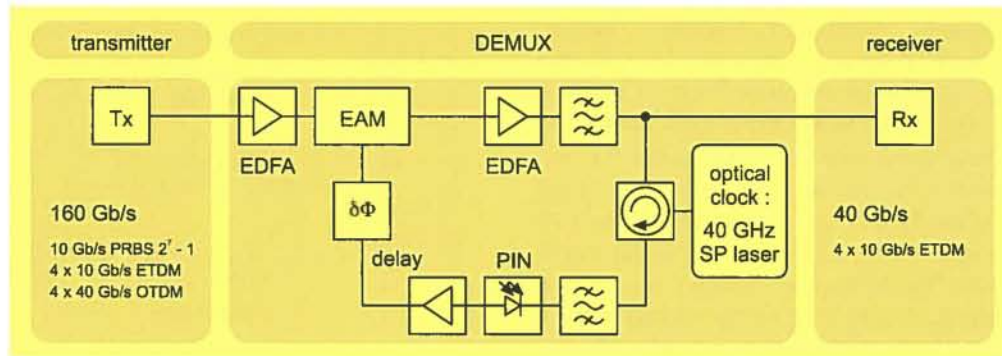 transmitter
DEMUX
receiver
Tx
EDFA
EAM
EDFA
Rx
δΦ
delay
PIN
optical
clock :
40 GHz
SP laser
160 Gb/s
10 Gb/s PRBS 2⁷ - 1
4 x 10 Gb/s ETDM
4 x 40 Gb/s OTDM
40 Gb/s
4 x 10 Gb/s ETDM